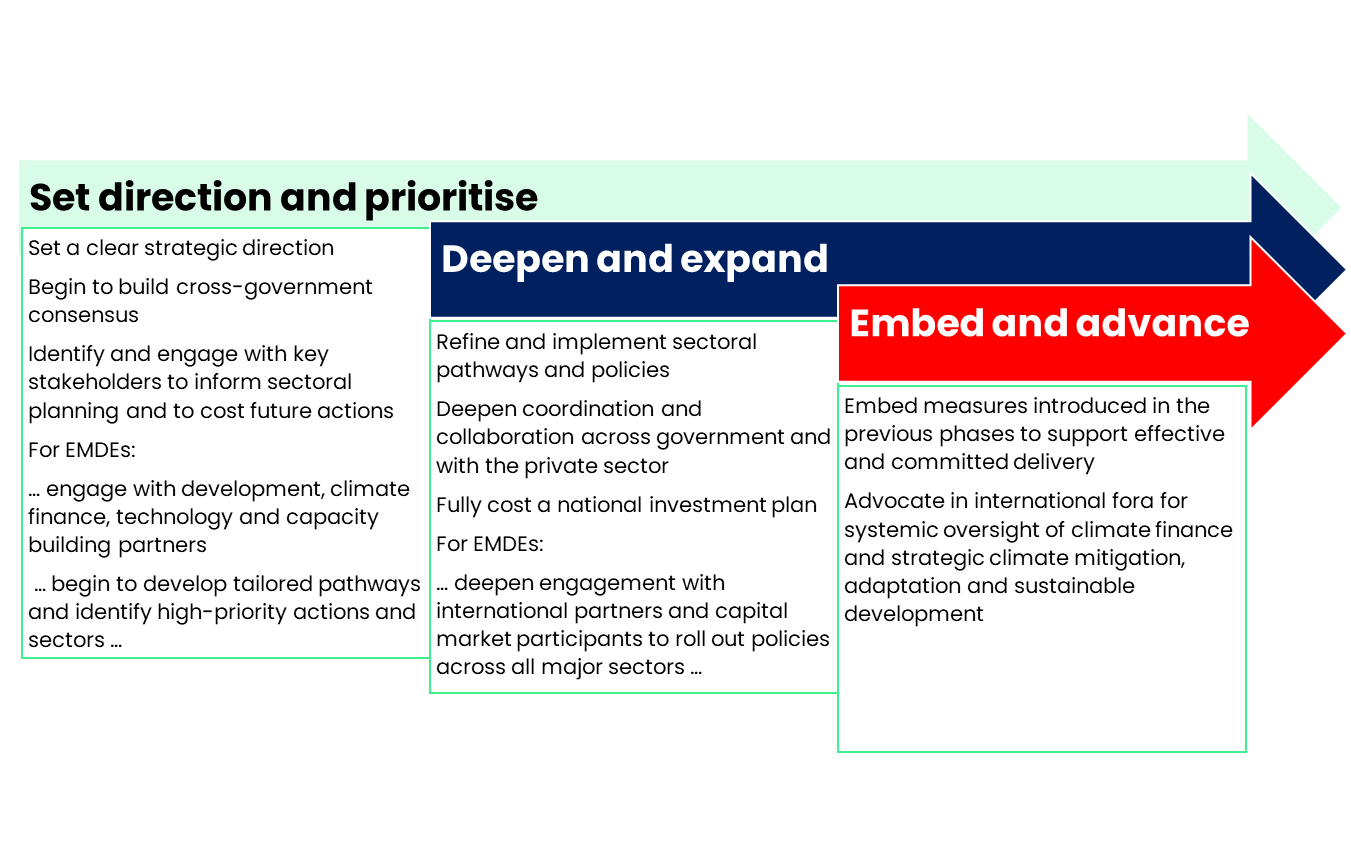 Set direction and prioritise
Set a clear strategic direction
Begin to build cross-government
consensus
Identify and engage with key
stakeholders to inform sectoral
planning and to cost future actions
For EMDEs:
… engage with development, climate
finance, technology and capacity
building partners
… begin to develop tailored pathways
and identify high-priority actions and
sectors …
Deepen and expand
Refine and implement sectoral
pathways and policies
Deepen coordination and
collaboration across government and
with the private sector
Fully cost a national investment plan
For EMDEs:
… deepen engagement with
international partners and capital
market participants to roll out policies
across all major sectors …
Embed and advance
Embed measures introduced in the
previous phases to support effective
and committed delivery
Advocate in international fora for
systemic oversight of climate finance
and strategic climate mitigation,
adaptation and sustainable
development